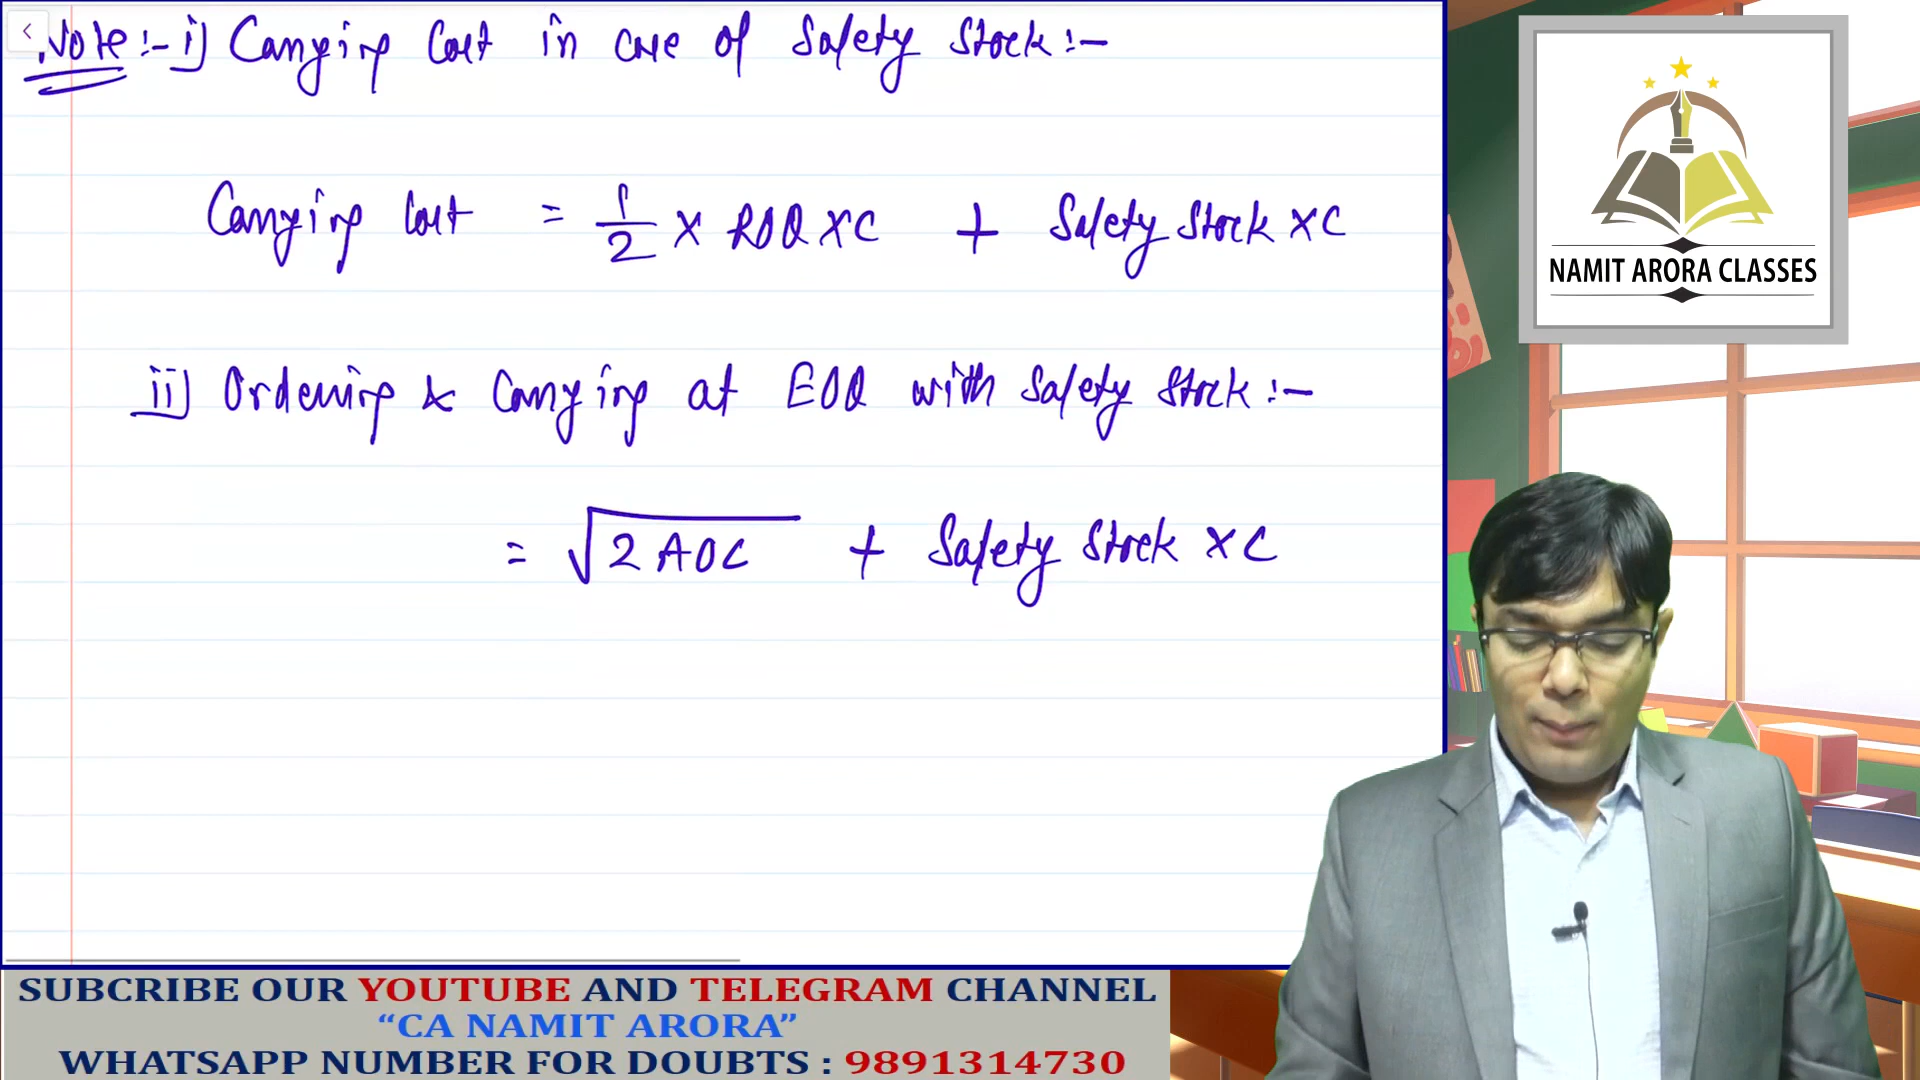 Note :- i) Carrying Cost in case of Safety Stock :-
Carrying Cost = 1/2 X ROQ X C + Safety Stock X C
ii) Ordering & Carrying at EOQ with Safety Stock :-
= √2AOC + Safety Stock X C
NAMIT ARORA CLASSES
SUBCRIBE OUR YOUTUBE AND TELEGRAM CHANNEL
“CA NAMIT ARORA”
WHATSAPP NUMBER FOR DOUBTS : 9891314730